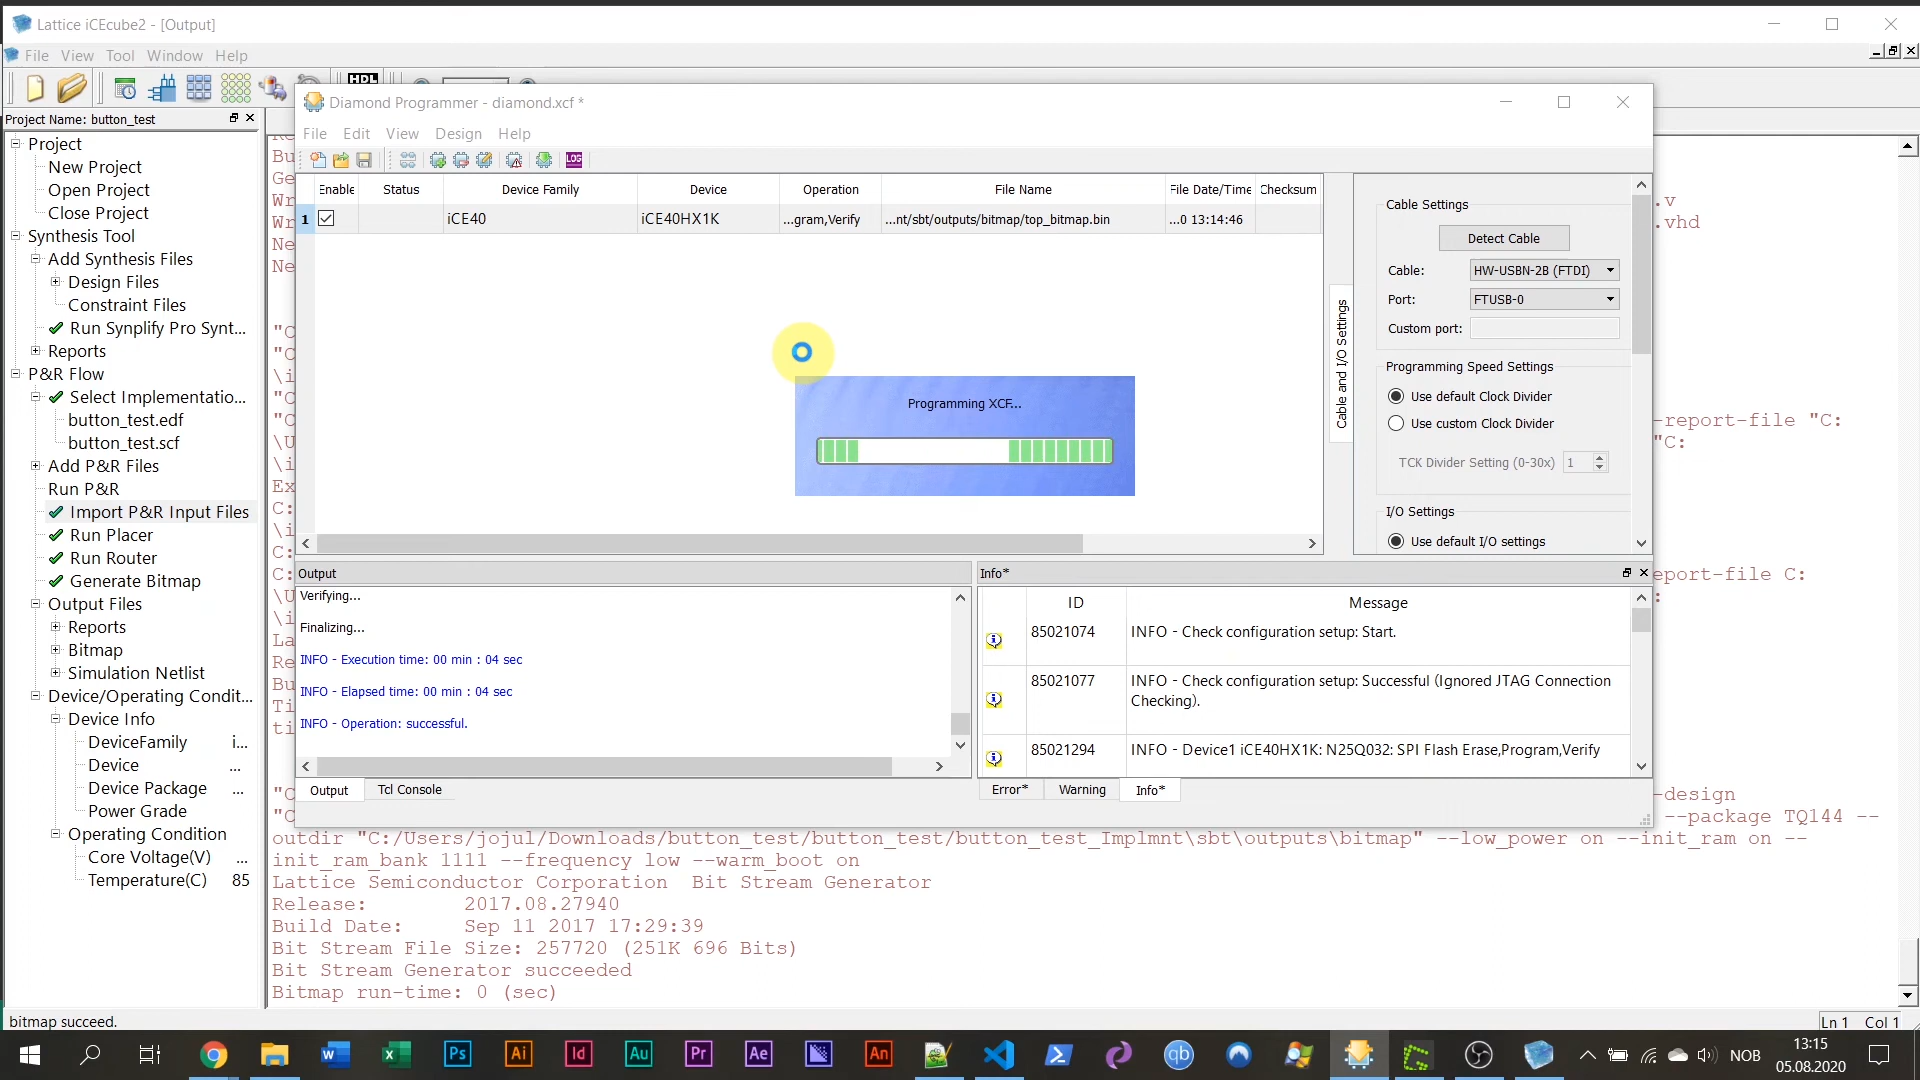 Lattice iCEcube2 - [Output]
File View Tool Window Help
HDL
Project Name: button_test
Project
New Project
Open Project
Close Project
Synthesis Tool
Add Synthesis Files
Design Files
Constraint Files
Run Synplify Pro Synt...
Reports
P&R Flow
Select Implementatio...
button_test.edf
button_test.scf
Add P&R Files
Run P&R
Import P&R Input Files
Run Placer
Run Router
Generate Bitmap
Output Files
Reports
Bitmap
Simulation Netlist
Device/Operating Condit...
Device Info
DeviceFamily i...
Device ...
Device Package ...
Power Grade
Operating Condition
Core Voltage(V) ...
Temperature(C) 85
Diamond Programmer - diamond.xcf *
File Edit View Design Help
LOG
Enable Status Device Family Device Operation File Name File Date/Time Checksum
1 iCE40 iCE40HX1K ...gram,Verify ...nt/sbt/outputs/bitmap/top_bitmap.bin ...0 13:14:46
Programming XCF...
Cable and I/O Settings
Cable Settings
Detect Cable
Cable: HW-USBN-2B (FTDI)
Port: FTUSB-0
Custom port:
Programming Speed Settings
Use default Clock Divider
Use custom Clock Divider
TCK Divider Setting (0-30x) 1
I/O Settings
Use default I/O settings
Output
Verifying...
Finalizing...
INFO - Execution time: 00 min : 04 sec
INFO - Elapsed time: 00 min : 04 sec
INFO - Operation: successful.
Output Tcl Console
Info*
ID Message
85021074 INFO - Check configuration setup: Start.
85021077 INFO - Check configuration setup: Successful (Ignored JTAG Connection
Checking).
85021294 INFO - Device1 iCE40HX1K: N25Q032: SPI Flash Erase,Program,Verify
Error* Warning Info*
.v
.vhd
-report-file "C:
"C:
eport-file C:
-design
--package TQ144 --
outdir "C:/Users/jojul/Downloads/button_test/button_test/button_test_Implmnt\sbt\outputs\bitmap" --low_power on --init_ram on --
init_ram_bank 1111 --frequency low --warm_boot on
Lattice Semiconductor Corporation Bit Stream Generator
Release: 2017.08.27940
Build Date: Sep 11 2017 17:29:39
Bit Stream File Size: 257720 (251K 696 Bits)
Bit Stream Generator succeeded
Bitmap run-time: 0 (sec)
bitmap succeed.
Ln 1 Col 1
Ps Ai Id Au Pr Ae An qb
NOB
13:15
05.08.2020